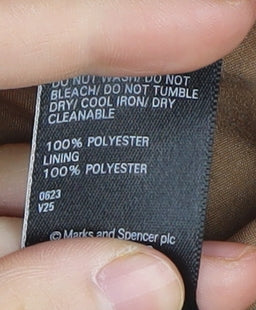 DO NOT WASH/ DO NOT
BLEACH/ DO NOT TUMBLE
DRY/ COOL IRON/ DRY
CLEANABLE
100% POLYESTER
LINING
100% POLYESTER
0623
V25
© Marks and Spencer plc